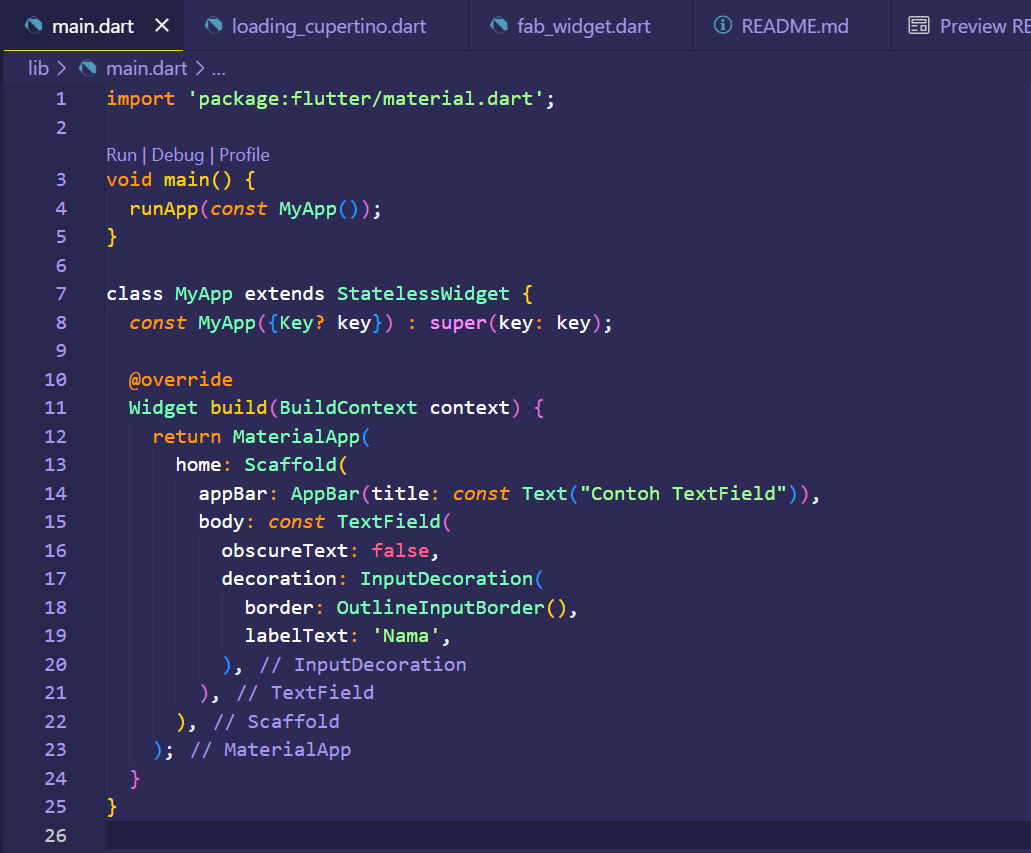 main.dart loading_cupertino.dart fab_widget.dart README.md Preview RE
lib > main.dart > ...
1 import 'package:flutter/material.dart';
2
Run | Debug | Profile
3 void main() {
4   runApp(const MyApp());
5 }
6
7 class MyApp extends StatelessWidget {
8   const MyApp({Key? key}) : super(key: key);
9
10   @override
11   Widget build(BuildContext context) {
12     return MaterialApp(
13       home: Scaffold(
14         appBar: AppBar(title: const Text("Contoh TextField")),
15         body: const TextField(
16           obscureText: false,
17           decoration: InputDecoration(
18             border: OutlineInputBorder(),
19             labelText: 'Nama',
20           ), // InputDecoration
21         ), // TextField
22       ), // Scaffold
23     ); // MaterialApp
24   }
25 }
26